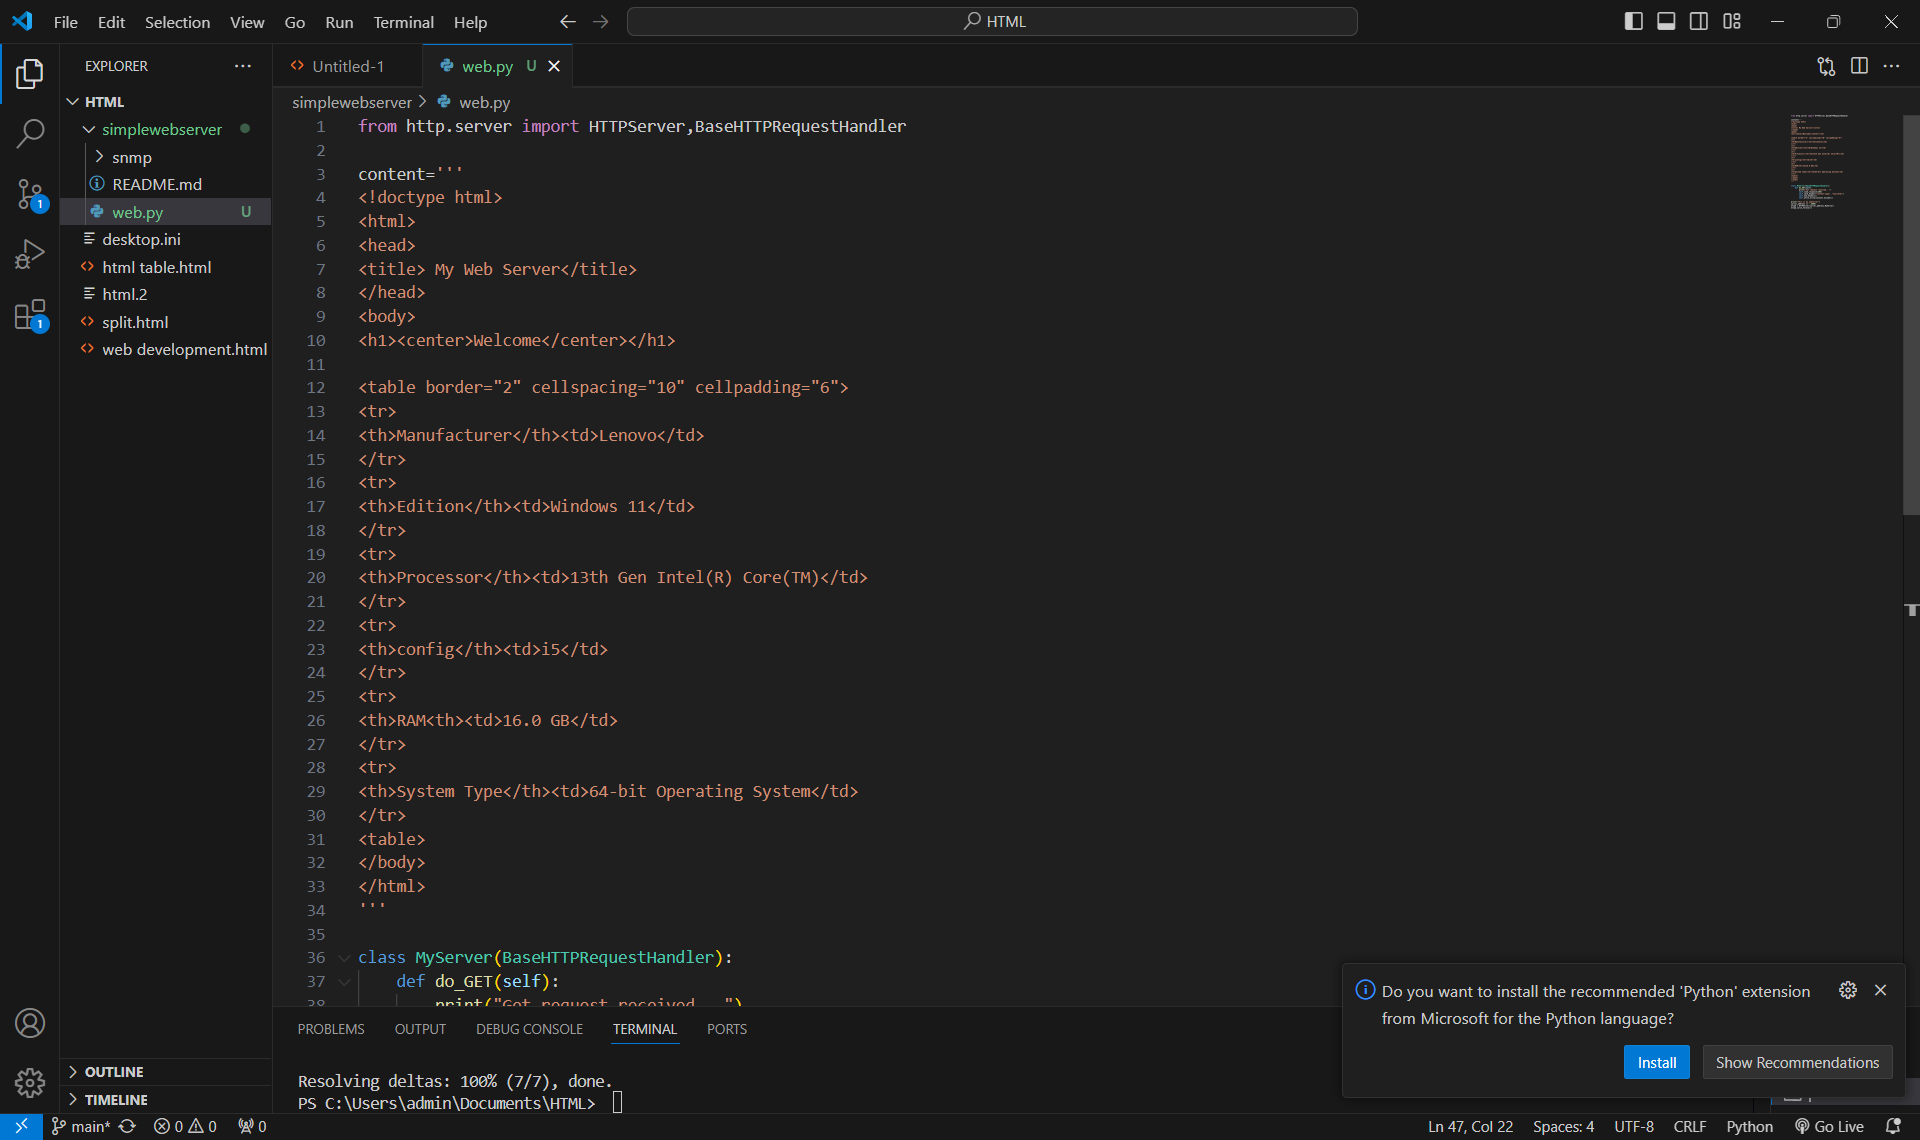 File Edit Selection View Go Run Terminal Help
HTML
EXPLORER
HTML
simplewebserver
snmp
README.md
web.py U
desktop.ini
html table.html
html.2
split.html
web development.html
OUTLINE
TIMELINE
1
1
Untitled-1
web.py U
simplewebserver > web.py
1 from http.server import HTTPServer,BaseHTTPRequestHandler
2
3 content='''
4 <!doctype html>
5 <html>
6 <head>
7 <title> My Web Server</title>
8 </head>
9 <body>
10 <h1><center>Welcome</center></h1>
11
12 <table border="2" cellspacing="10" cellpadding="6">
13 <tr>
14 <th>Manufacturer</th><td>Lenovo</td>
15 </tr>
16 <tr>
17 <th>Edition</th><td>Windows 11</td>
18 </tr>
19 <tr>
20 <th>Processor</th><td>13th Gen Intel(R) Core(TM)</td>
21 </tr>
22 <tr>
23 <th>config</th><td>i5</td>
24 </tr>
25 <tr>
26 <th>RAM<th><td>16.0 GB</td>
27 </tr>
28 <tr>
29 <th>System Type</th><td>64-bit Operating System</td>
30 </tr>
31 <table>
32 </body>
33 </html>
34 '''
35
36 class MyServer(BaseHTTPRequestHandler):
37 def do_GET(self):
38 print("Get request received...")
PROBLEMS OUTPUT DEBUG CONSOLE TERMINAL PORTS
Resolving deltas: 100% (7/7), done.
PS C:\Users\admin\Documents\HTML>
Do you want to install the recommended 'Python' extension
from Microsoft for the Python language?
Install Show Recommendations
main* 0 0 0 Ln 47, Col 22 Spaces: 4 UTF-8 CRLF Python Go Live